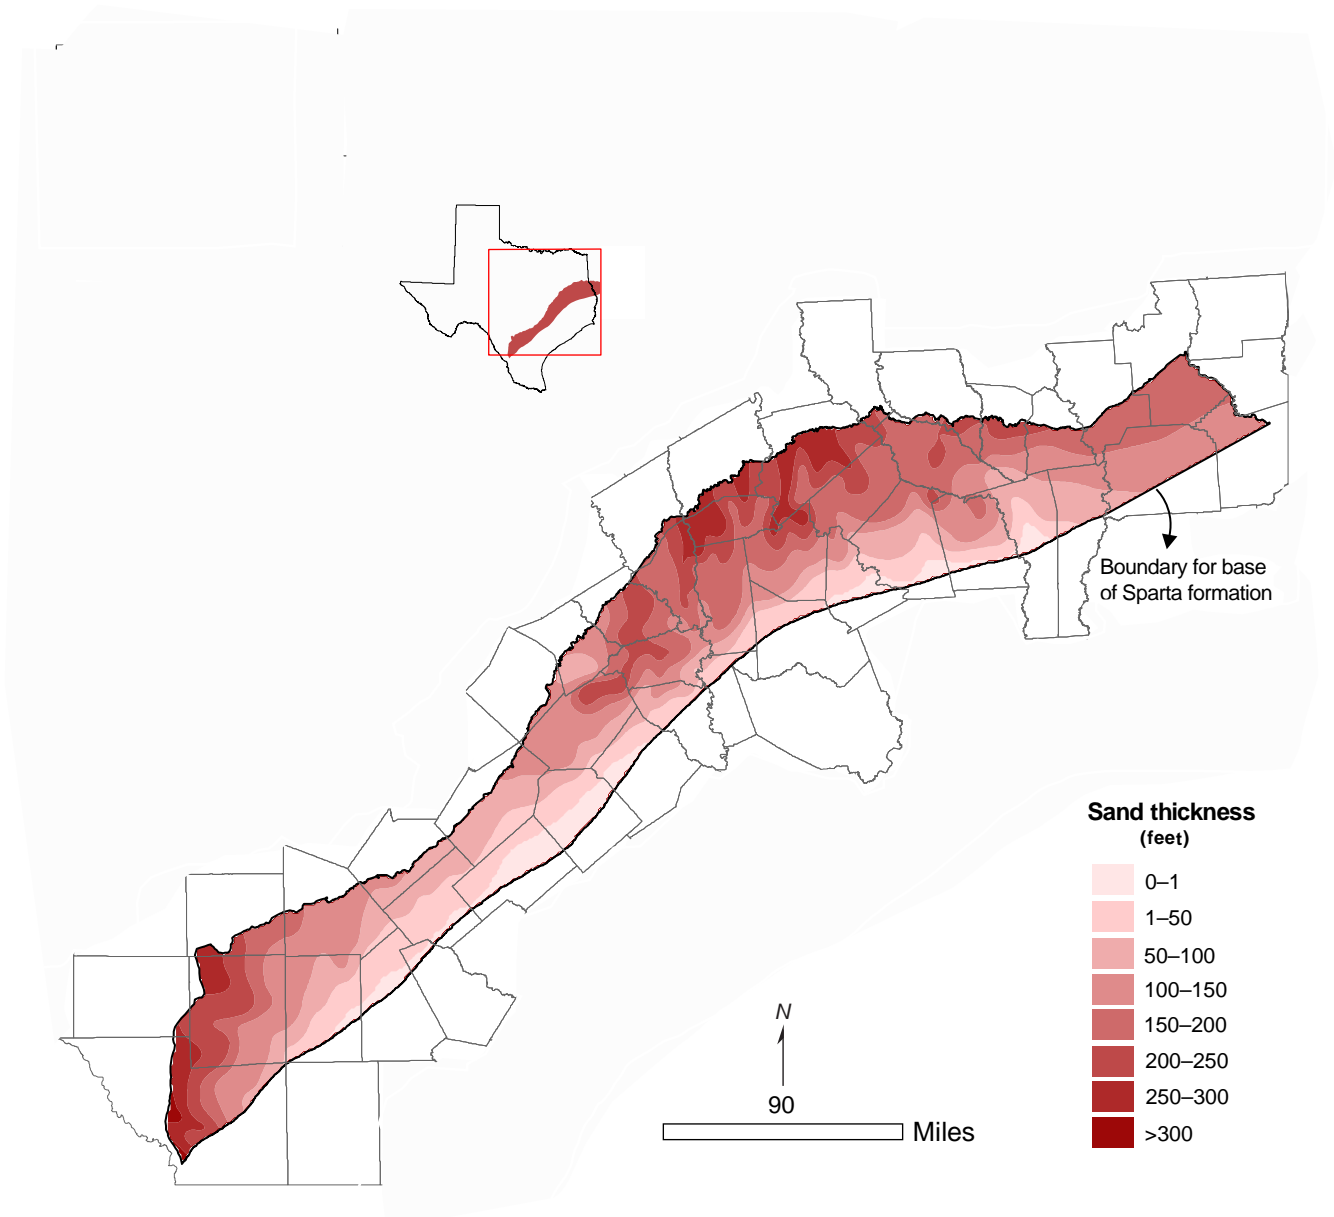 Boundary for base
of Sparta formation
Sand thickness
(feet)
0–1
1–50
50–100
100–150
150–200
200–250
250–300
>300
N
90
Miles